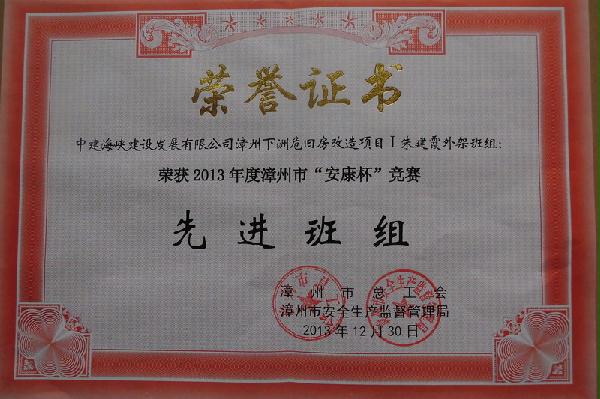 荣誉证书
中建海峡建设发展有限公司漳州下洲危旧房改造项目I朱建霞外架班组：
荣获2013年度漳州市“安康杯”竞赛
先进班组
漳州市总工会
漳州市安全生产监督管理局
2013年12月30日